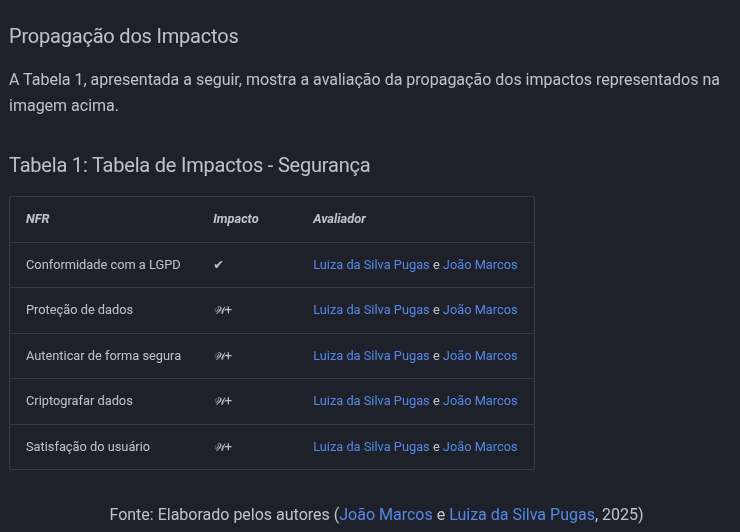 Propagação dos Impactos
A Tabela 1, apresentada a seguir, mostra a avaliação da propagação dos impactos representados na
imagem acima.
Tabela 1: Tabela de Impactos - Segurança
NFR Impacto Avaliador
Conformidade com a LGPD ✔ Luiza da Silva Pugas e João Marcos
Proteção de dados 𝒲+ Luiza da Silva Pugas e João Marcos
Autenticar de forma segura 𝒲+ Luiza da Silva Pugas e João Marcos
Criptografar dados 𝒲+ Luiza da Silva Pugas e João Marcos
Satisfação do usuário 𝒲+ Luiza da Silva Pugas e João Marcos
Fonte: Elaborado pelos autores (João Marcos e Luiza da Silva Pugas, 2025)